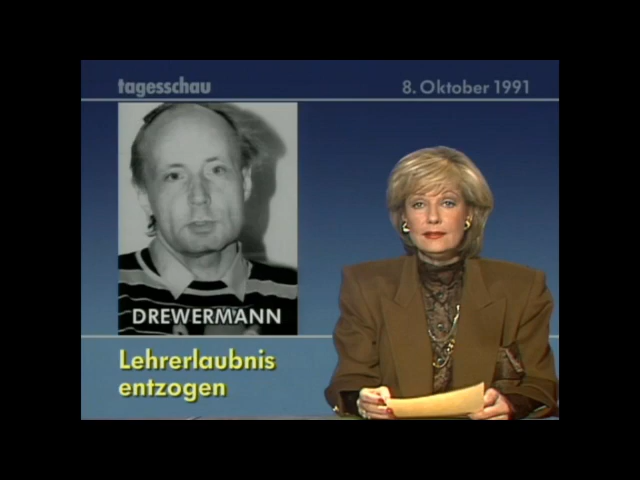 tagesschau
8. Oktober 1991
DREWERMANN
Lehrerlaubnis
entzogen